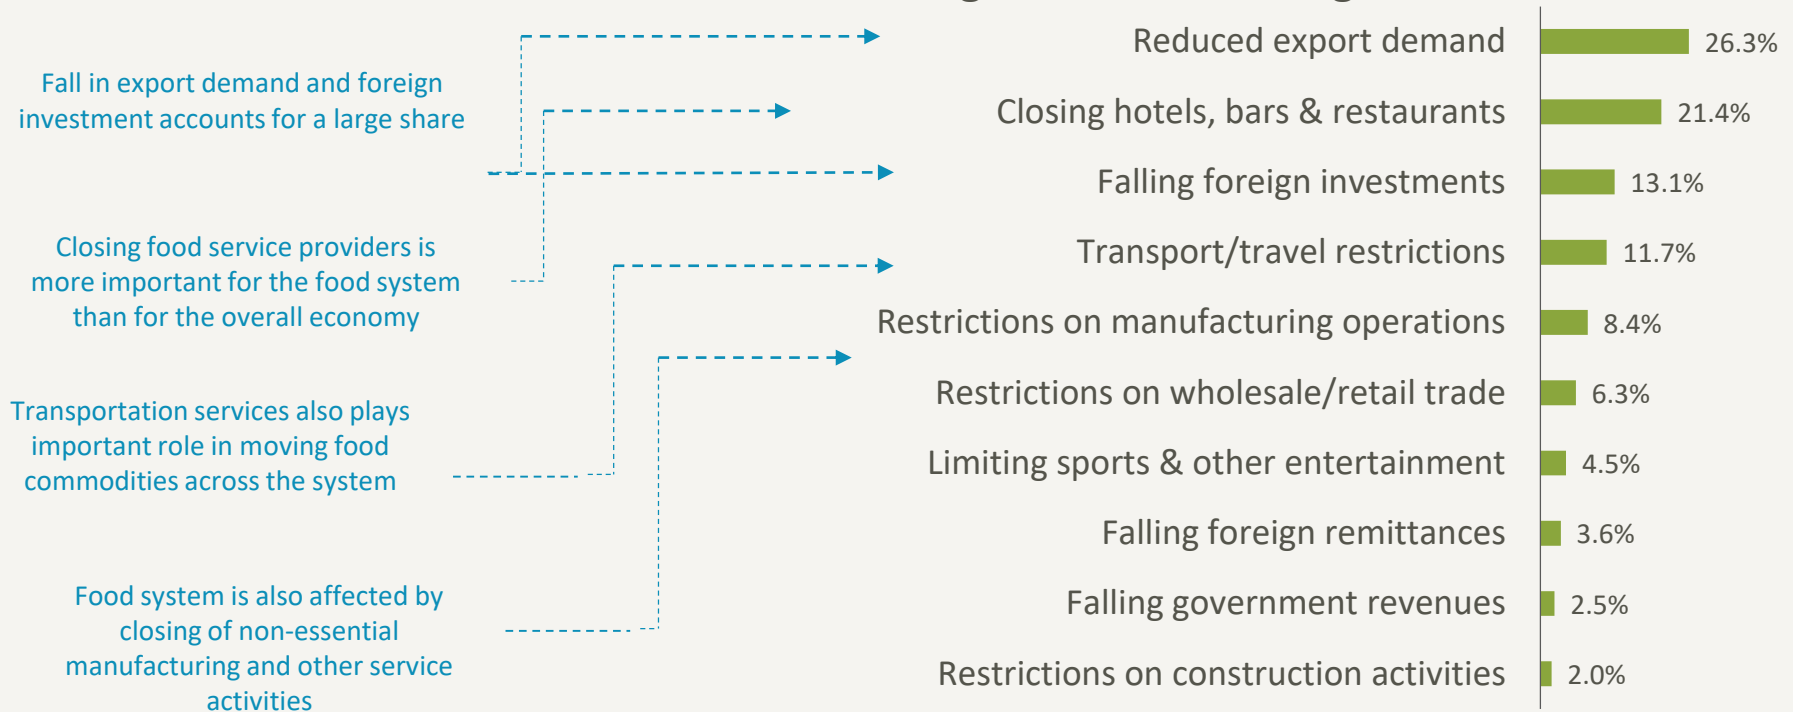 Fall in export demand and foreign
investment accounts for a large share
Closing food service providers is
more important for the food system
than for the overall economy
Transportation services also plays
important role in moving food
commodities across the system
Food system is also affected by
closing of non-essential
manufacturing and other service
activities
Reduced export demand 26.3%
Closing hotels, bars & restaurants 21.4%
Falling foreign investments 13.1%
Transport/travel restrictions 11.7%
Restrictions on manufacturing operations 8.4%
Restrictions on wholesale/retail trade 6.3%
Limiting sports & other entertainment 4.5%
Falling foreign remittances 3.6%
Falling government revenues 2.5%
Restrictions on construction activities 2.0%